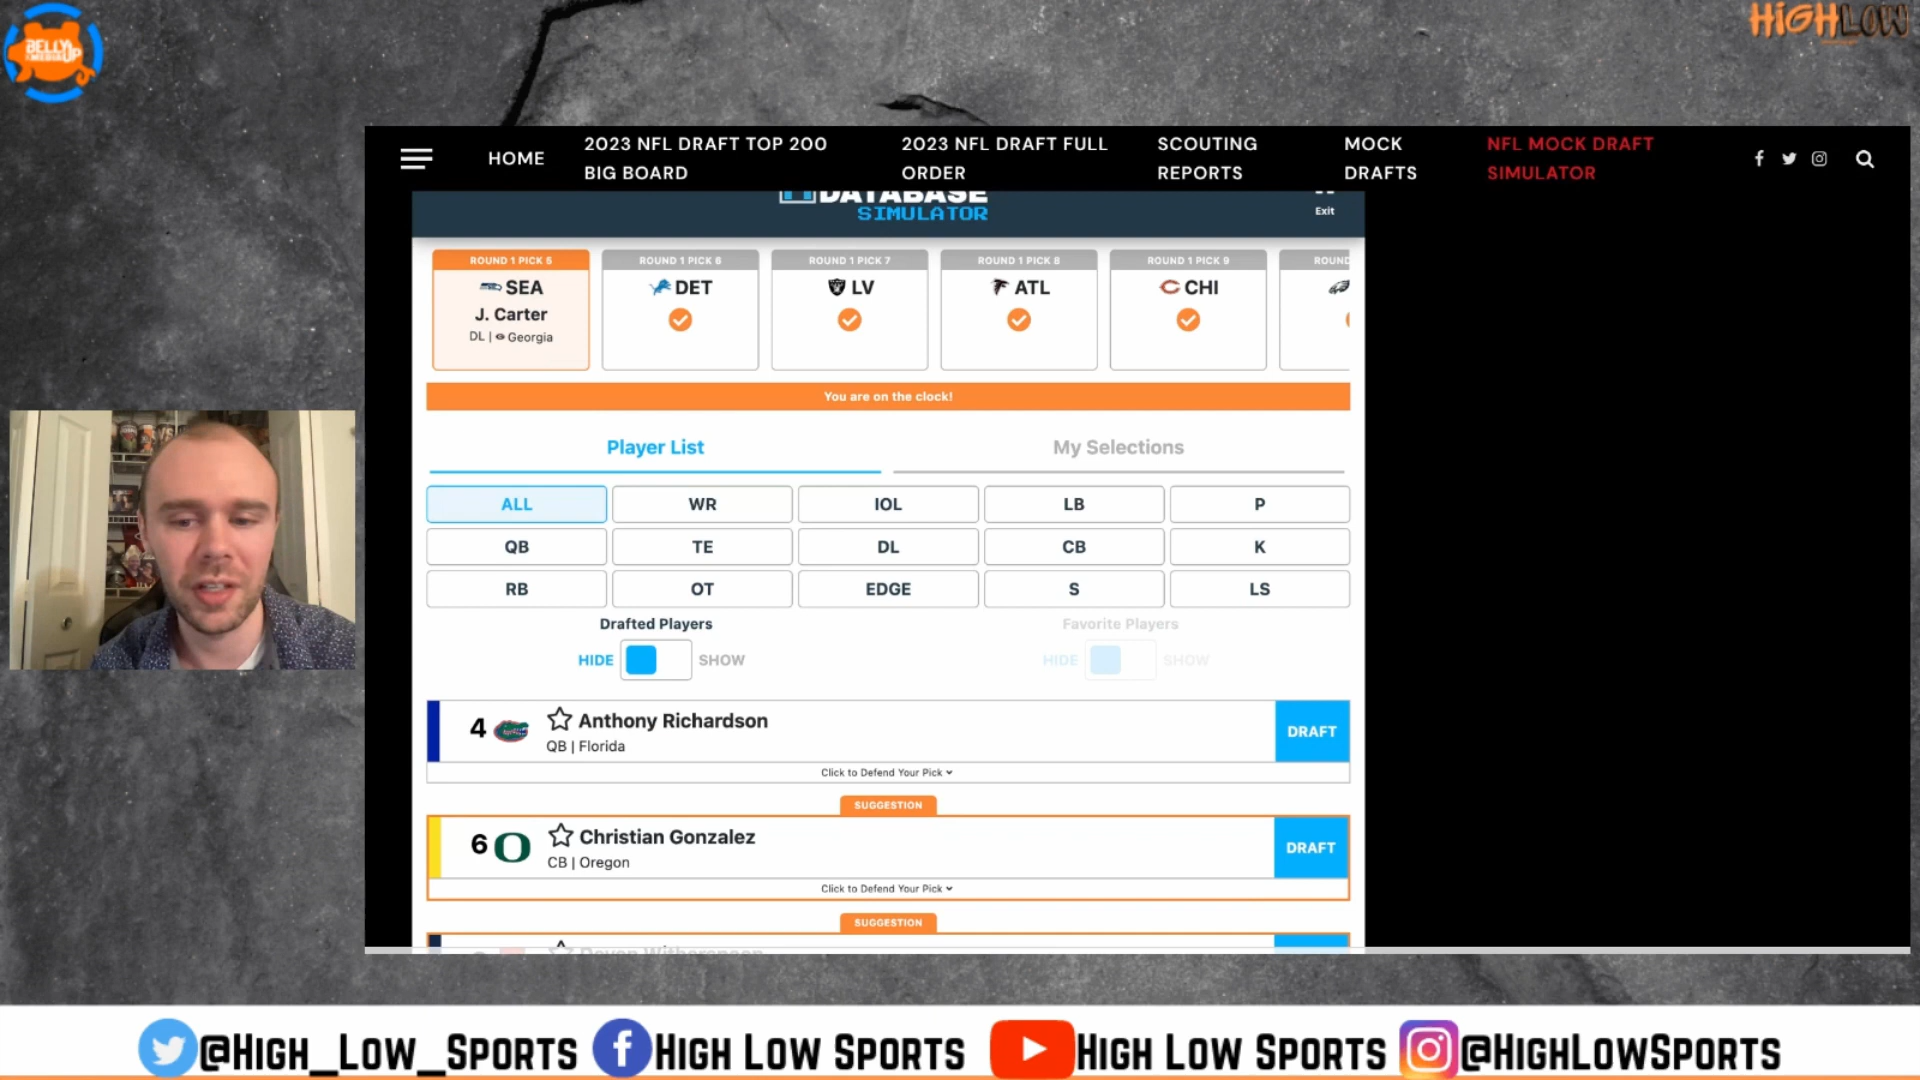 BELLY UP
MEDIA
HIGHLOW
HOME
2023 NFL DRAFT TOP 200
BIG BOARD
2023 NFL DRAFT FULL
ORDER
SCOUTING
REPORTS
MOCK
DRAFTS
NFL MOCK DRAFT
SIMULATOR
DATABASE
SIMULATOR
Exit
ROUND 1 PICK 5
SEA
J. Carter
DL | Georgia
ROUND 1 PICK 6
DET
ROUND 1 PICK 7
LV
ROUND 1 PICK 8
ATL
ROUND 1 PICK 9
CHI
ROUND
You are on the clock!
Player List
My Selections
ALL WR IOL LB P
QB TE DL CB K
RB OT EDGE S LS
Drafted Players
HIDE SHOW
Favorite Players
HIDE SHOW
4 Anthony Richardson
QB | Florida
DRAFT
Click to Defend Your Pick
SUGGESTION
6 Christian Gonzalez
CB | Oregon
DRAFT
Click to Defend Your Pick
SUGGESTION
@HIGH_LOW_SPORTS HIGH LOW SPORTS HIGH LOW SPORTS @HIGHLOWSPORTS